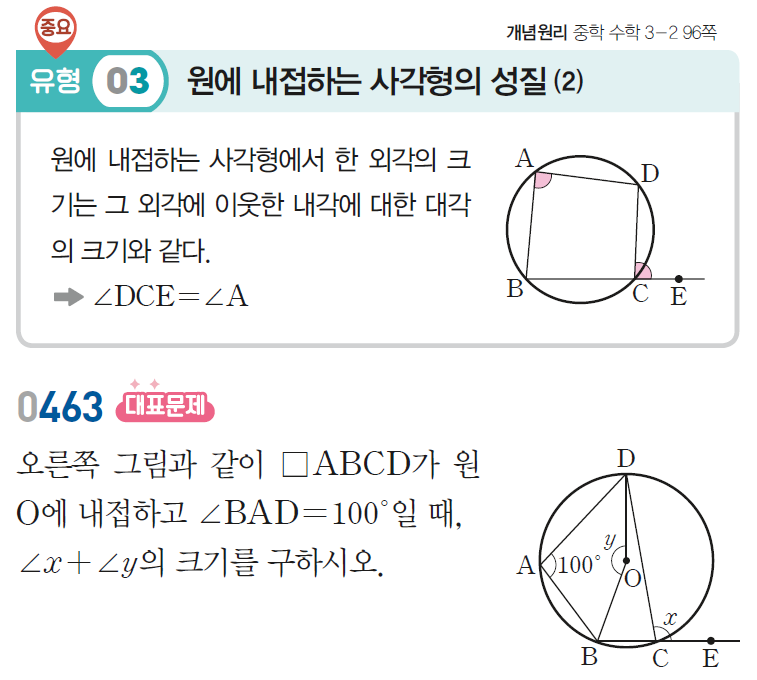 중요
개념원리 중학 수학 3-2 96쪽
유형 03 원에 내접하는 사각형의 성질 (2)
원에 내접하는 사각형에서 한 외각의 크
기는 그 외각에 이웃한 내각에 대한 대각
의 크기와 같다.
➡ ∠DCE=∠A
A
D
B
C
E
0463 대표문제
오른쪽 그림과 같이 □ABCD가 원
O에 내접하고 ∠BAD=100°일 때,
∠x+∠y의 크기를 구하시오.
D
y
A
100°
O
x
B
C
E